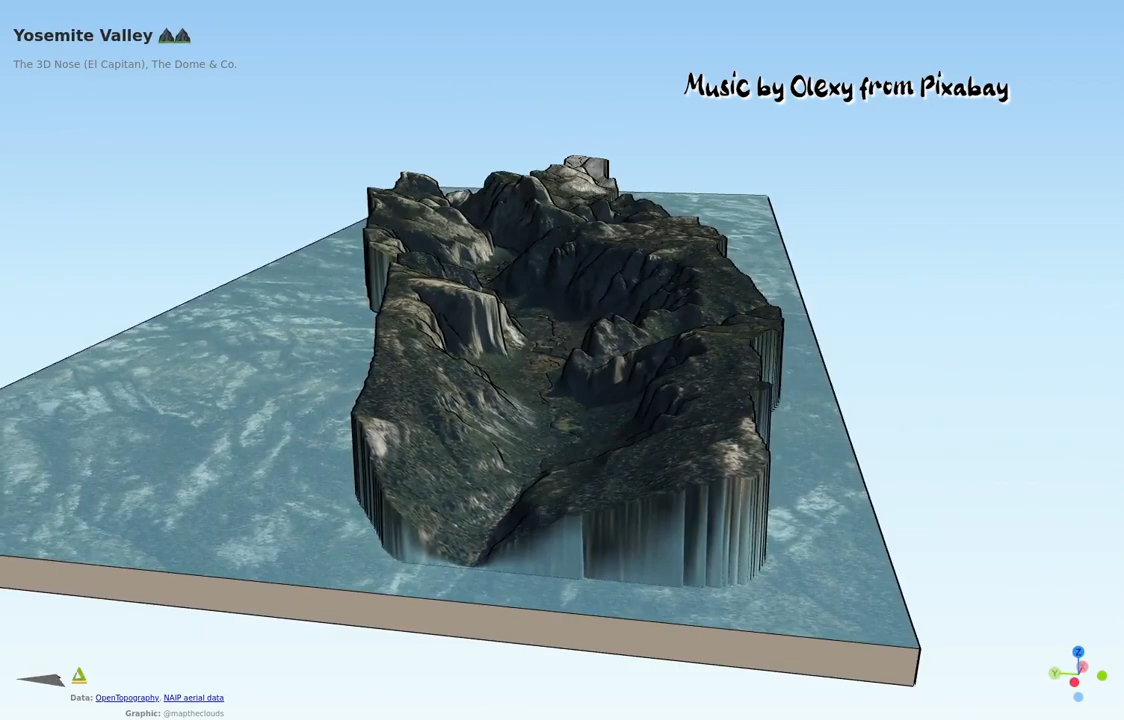 Yosemite Valley
The 3D Nose (El Capitan), The Dome & Co.
Music by Olexy from Pixabay
Data: OpenTopography, NAIP aerial data
Graphic: @maptheclouds
Z
Y